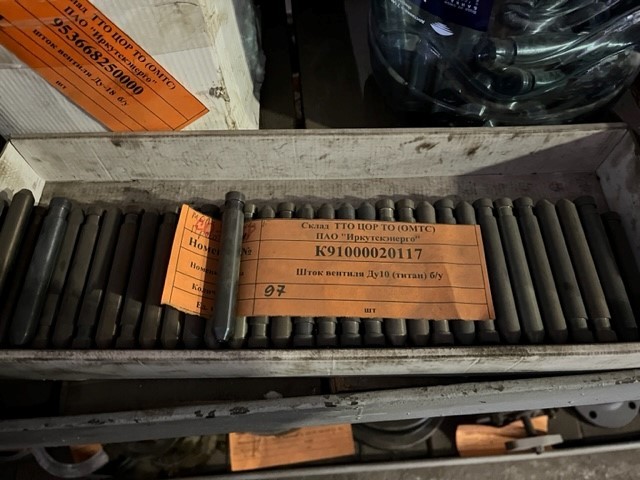 Склад ТТО ЦОР ТО (ОМТС)
ПАО "Иркутскэнерго"
953668250000
шток вентиля Ду-18 б/у
шт
Склад ТТО ЦОР ТО (ОМТС)
ПАО "Иркутскэнерго"
К91000020117
Шток вентиля Ду10 (титан) б/у
97
шт